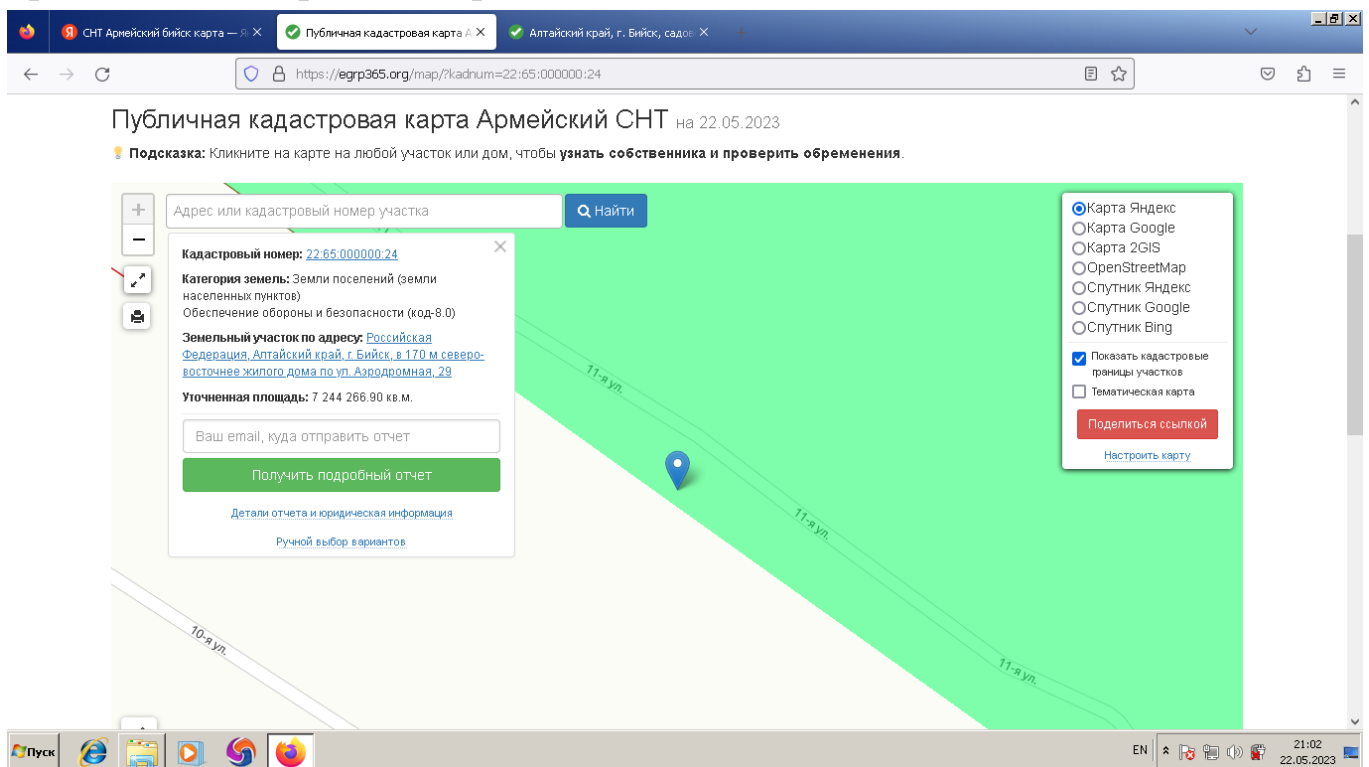 СНТ Армейский бийск карта — Я
Публичная кадастровая карта А
Алтайский край, г. Бийск, садов
https://egrp365.org/map/?kadnum=22:65:000000:24
Публичная кадастровая карта Армейский СНТ на 22.05.2023
Подсказка: Кликните на карте на любой участок или дом, чтобы узнать собственника и проверить обременения.
Адрес или кадастровый номер участка
Найти
Кадастровый номер: 22:65:000000:24
Категория земель: Земли поселений (земли
населенных пунктов)
Обеспечение обороны и безопасности (код-8.0)
Земельный участок по адресу: Российская
Федерация, Алтайский край, г. Бийск, в 170 м северо-
восточнее жилого дома по ул. Аэродромная, 29
Уточненная площадь: 7 244 266.90 кв.м.
Ваш email, куда отправить отчет
Получить подробный отчет
Детали отчета и юридическая информация
Ручной выбор вариантов
Карта Яндекс
Карта Google
Карта 2GIS
OpenStreetMap
Спутник Яндекс
Спутник Google
Спутник Bing
Показать кадастровые
границы участков
Тематическая карта
Поделиться ссылкой
Настроить карту
11-я ул.
11-я ул.
10-я ул.
11-я ул.
Пуск
EN
21:02
22.05.2023